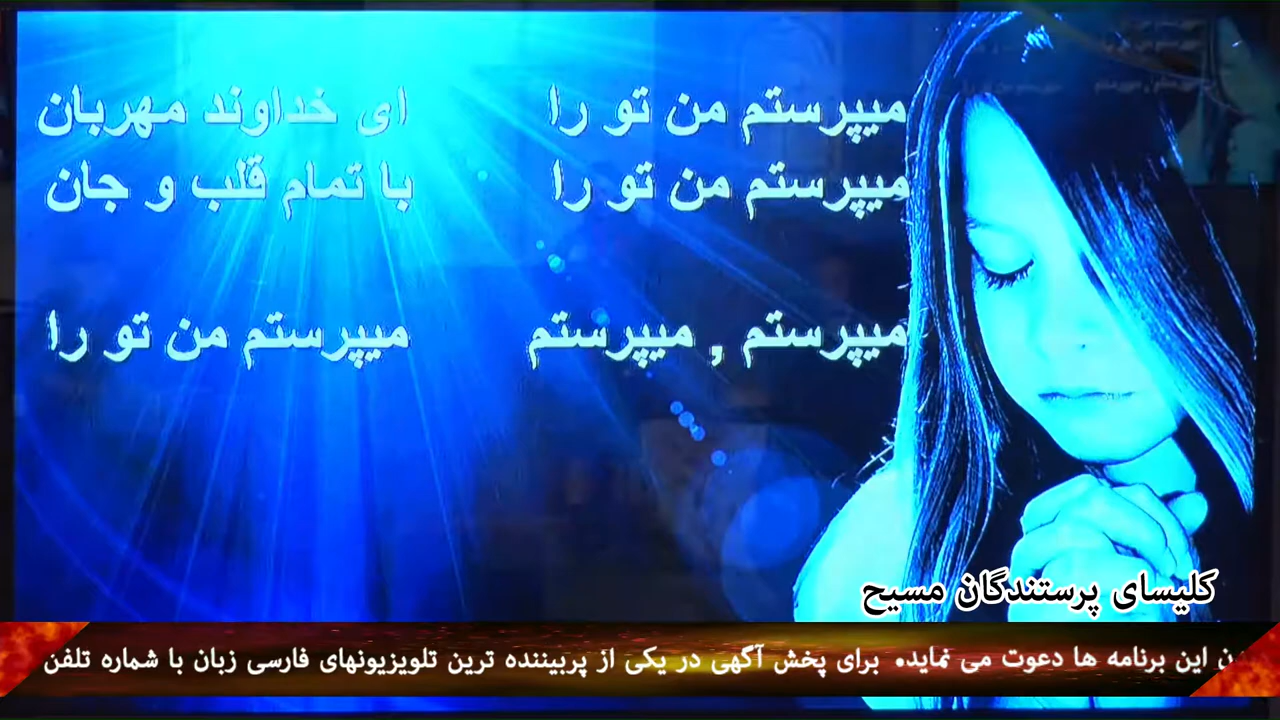 میپرستم من تو را ای خداوند مهربان
میپرستم من تو را با تمام قلب و جان
میپرستم , میپرستم میپرستم من تو را
کلیسای پرستندگان مسیح
این برنامه ها دعوت می نماید. برای پخش آگهی در یکی از پربیننده ترین تلویزیونهای فارسی زبان با شماره تلفن